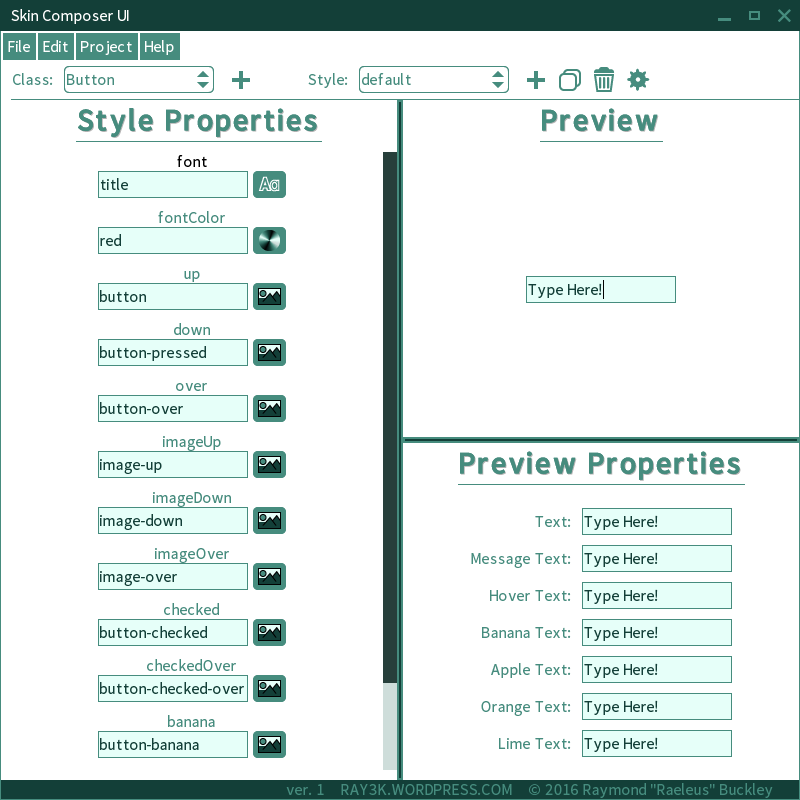 Skin Composer UI
File Edit Project Help
Class: Button Style: default
Style Properties
font
title Aa
fontColor
red
up
button
down
button-pressed
over
button-over
imageUp
image-up
imageDown
image-down
imageOver
image-over
checked
button-checked
checkedOver
button-checked-over
banana
button-banana
Preview
Type Here!
Preview Properties
Text: Type Here!
Message Text: Type Here!
Hover Text: Type Here!
Banana Text: Type Here!
Apple Text: Type Here!
Orange Text: Type Here!
Lime Text: Type Here!
ver. 1 RAY3K.WORDPRESS.COM © 2016 Raymond "Raeleus" Buckley